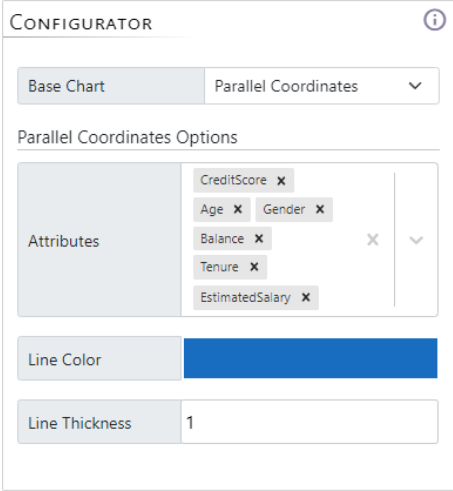 CONFIGURATOR
Base Chart Parallel Coordinates
Parallel Coordinates Options
Attributes
CreditScore x
Age x Gender x
Balance x
Tenure x
EstimatedSalary x
Line Color
Line Thickness 1